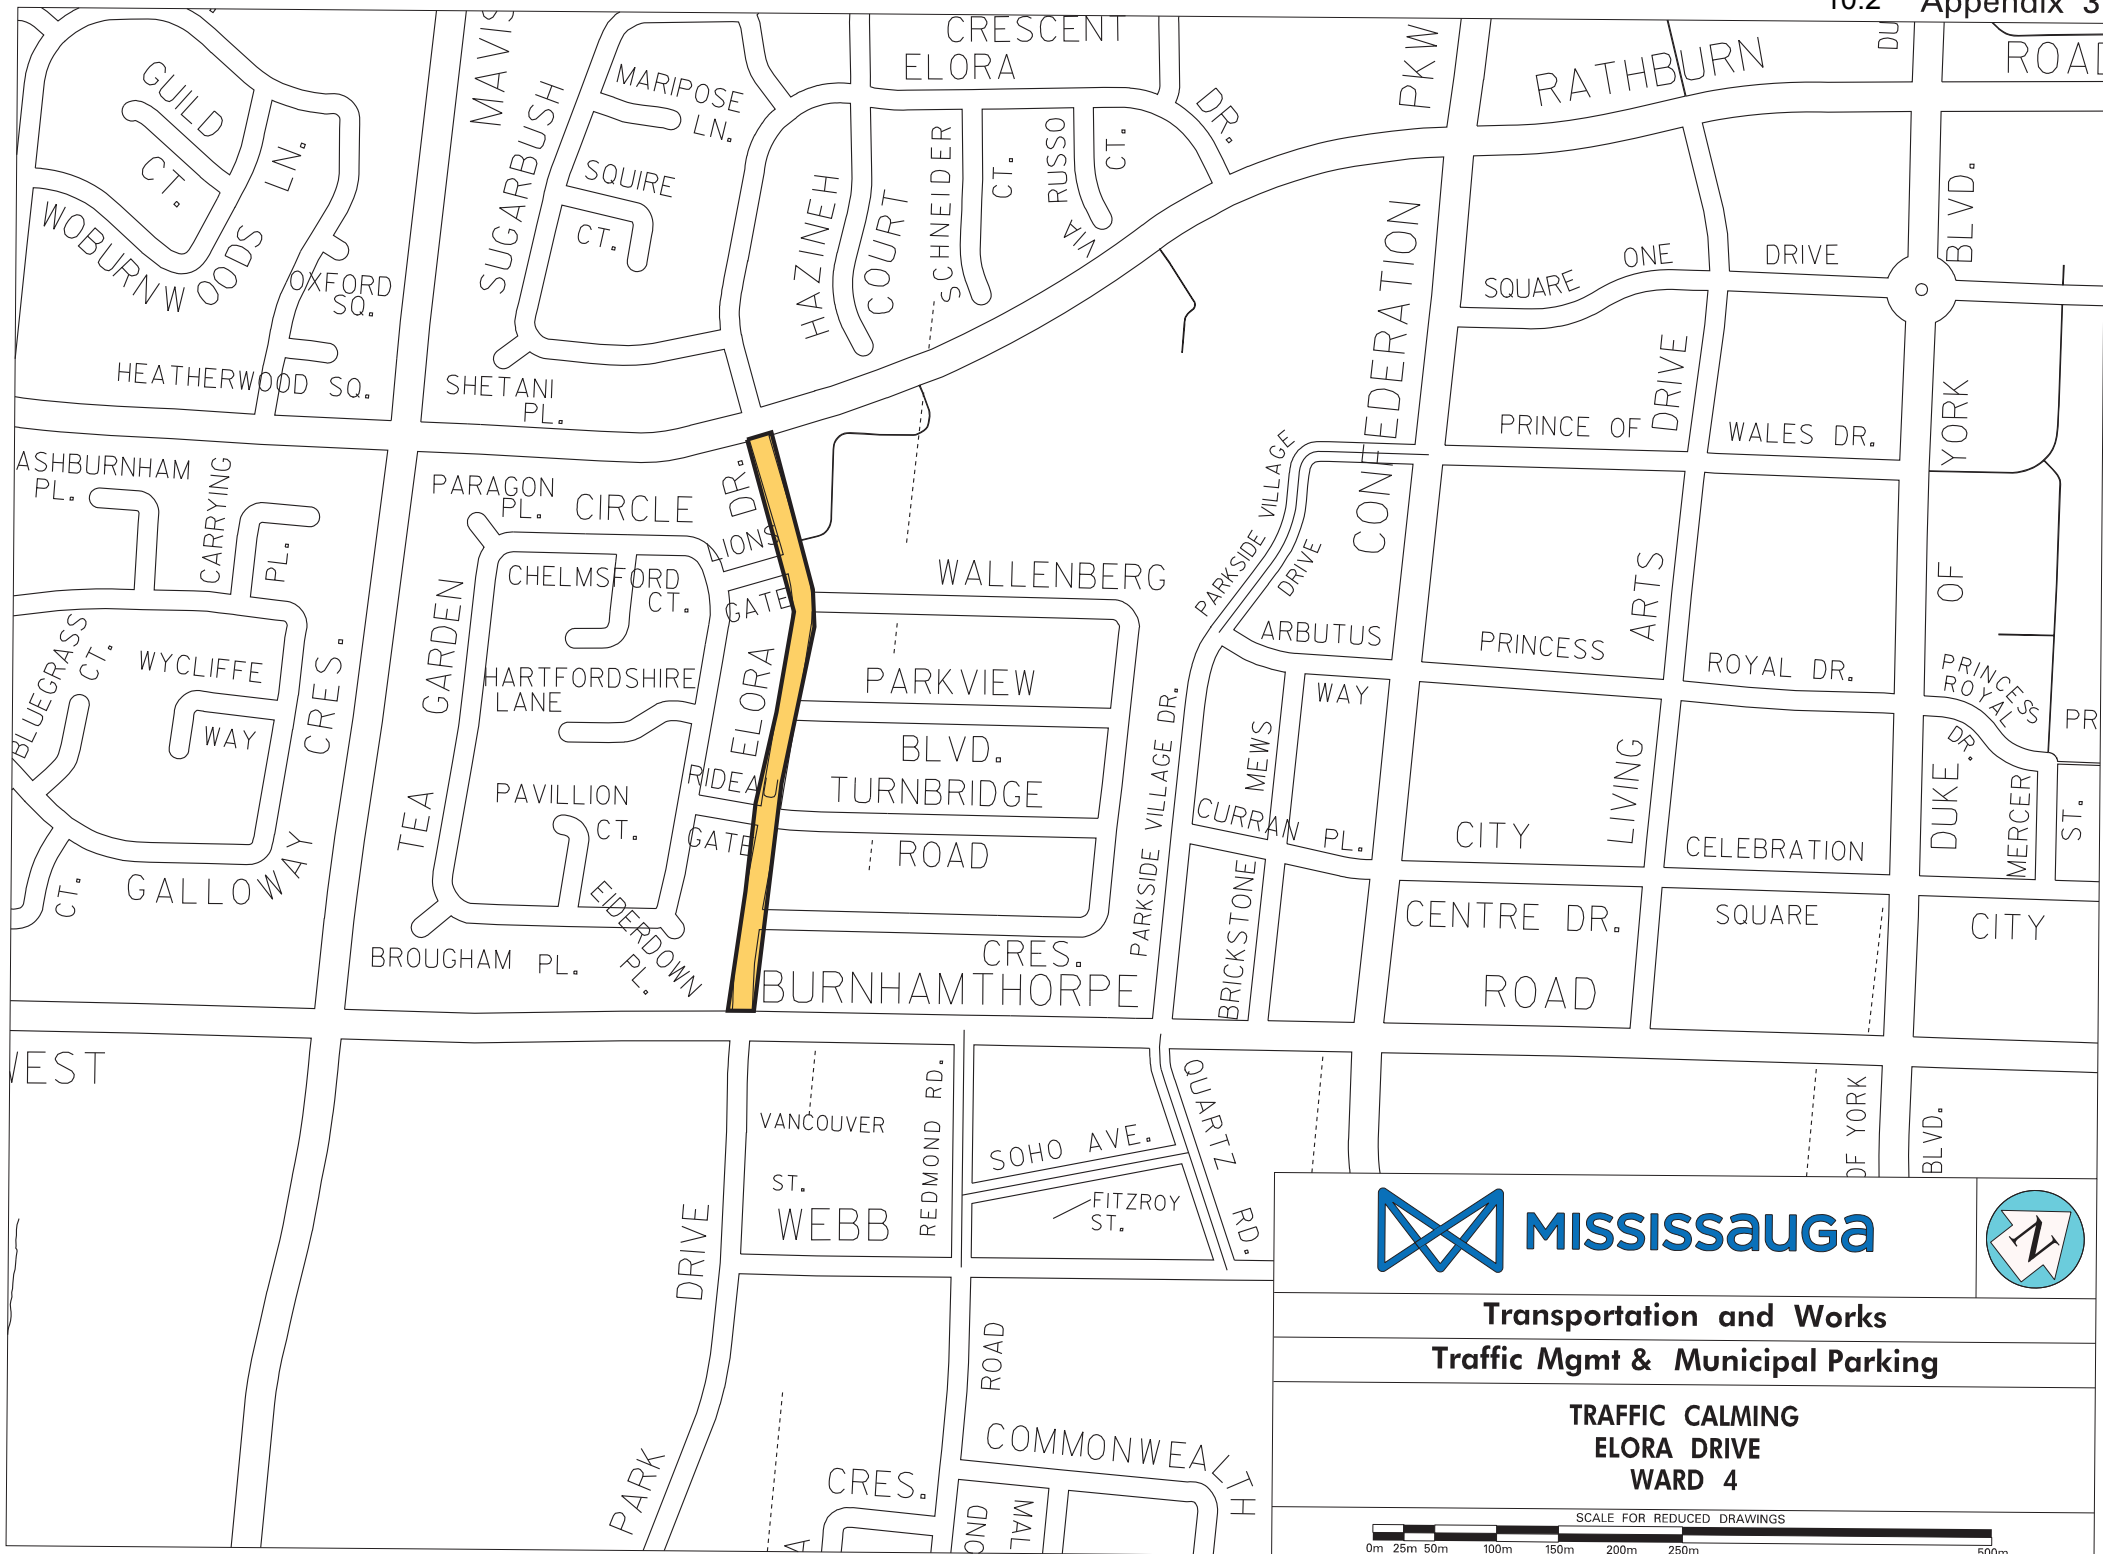 10.2 Appendix 3
CRESCENT
ELORA
DR.
MAVIS
PKW
RATHBURN
ROAD
GUILD
CT.
WOBURNWOODS LN.
OXFORD
SQ.
HEATHERWOOD SQ.
SUGARBUSH
MARIPOSE
LN.
SQUIRE
CT.
SHETANI
PL.
HAZINEH
COURT
SCHNEIDER
CT.
VIA RUSSO
CT.
CONFEDERATION
SQUARE ONE DRIVE
BLVD.
YORK
OF
DUKE
PRINCE OF
WALES DR.
DRIVE
ARTS
LIVING
ASHBURNHAM
PL.
CARRYING
PL.
PARAGON
PL.
CIRCLE
DR.
LIONS
GATE
CHELMSFORD
CT.
TEA GARDEN
HARTFORDSHIRE
LANE
ELORA
RIDEAU
GATE
PAVILLION
CT.
EIDERDOWN
PL.
BROUGHAM PL.
BLUEGRASS
CT.
WYCLIFFE
WAY
CRES.
GALLOWAY
CT.
WALLENBERG
PARKVIEW
BLVD.
TURNBRIDGE
ROAD
CRES.
PARKSIDE VILLAGE
DRIVE
PARKSIDE VILLAGE DR.
ARBUTUS
WAY
MEWS
CURRAN PL.
BRICKSTONE
PRINCESS
ROYAL DR.
PRINCESS
ROYAL
DR.
PR
MERCER
ST.
CITY
CENTRE DR.
CELEBRATION
SQUARE
CITY
BURNHAMTHORPE
ROAD
WEST
VANCOUVER
ST.
WEBB
REDMOND RD.
SOHO AVE.
FITZROY
ST.
QUARTZ RD.
OF YORK
BLVD.
DRIVE
PARK
ROAD
COMMONWEALTH
CRES.
OND
MAL
MISSISSAUGA
N
Transportation and Works
Traffic Mgmt & Municipal Parking
TRAFFIC CALMING
ELORA DRIVE
WARD 4
SCALE FOR REDUCED DRAWINGS
0m 25m 50m 100m 150m 200m 250m 500m